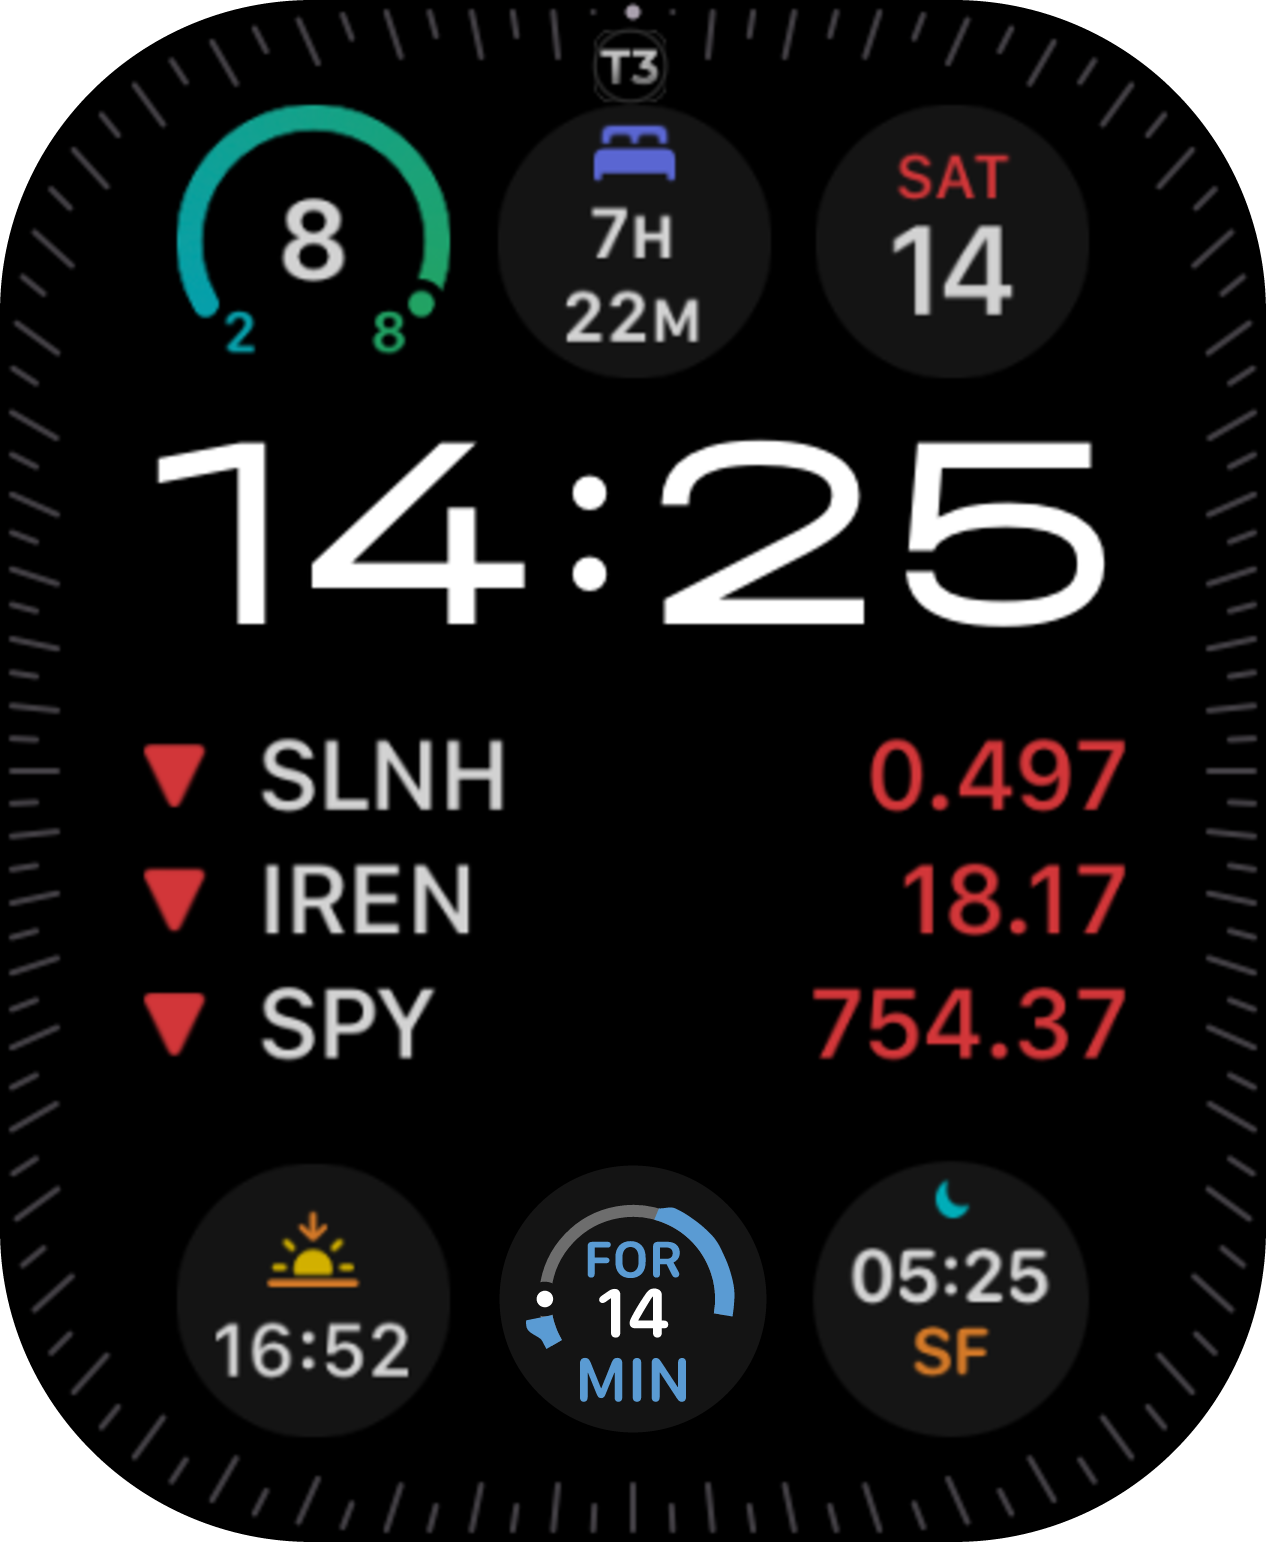 T3
8
2 8
7H
22M
SAT
14
14:25
SLNH 0.497
IREN 18.17
SPY 754.37
16:52
FOR
14
MIN
05:25
SF